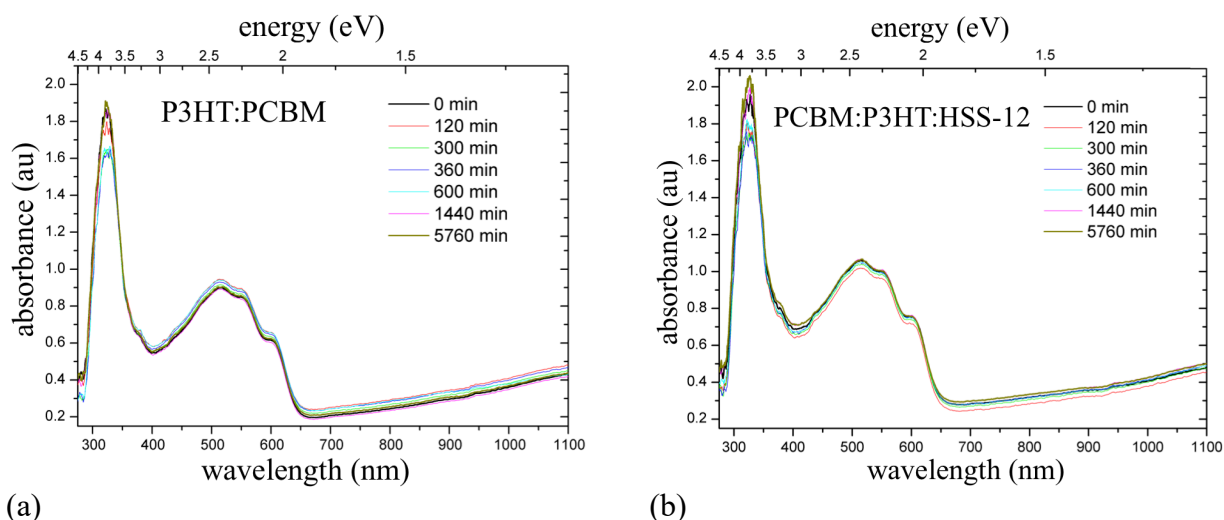 energy (eV)
4.5 4 3.5 3 2.5 2 1.5
2.0
1.8
1.6
1.4
1.2
1.0
0.8
0.6
0.4
0.2
absorbance (au)
P3HT:PCBM
0 min
120 min
300 min
360 min
600 min
1440 min
5760 min
300 400 500 600 700 800 900 1000 1100
wavelength (nm)
(a)
energy (eV)
4.5 4 3.5 3 2.5 2 1.5
2.0
1.8
1.6
1.4
1.2
1.0
0.8
0.6
0.4
0.2
absorbance (au)
PCBM:P3HT:HSS-12
0 min
120 min
300 min
360 min
600 min
1440 min
5760 min
300 400 500 600 700 800 900 1000 1100
wavelength (nm)
(b)